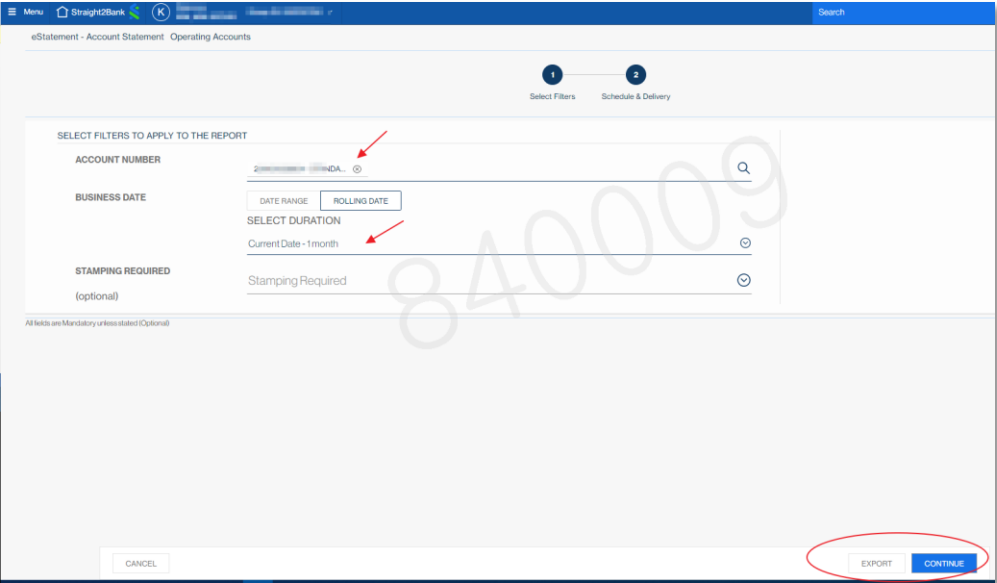 Menu Straight2Bank K
Search
eStatement - Account Statement Operating Accounts
1 2
Select Filters Schedule & Delivery
SELECT FILTERS TO APPLY TO THE REPORT
ACCOUNT NUMBER
NDA...
BUSINESS DATE
DATE RANGE ROLLING DATE
SELECT DURATION
Current Date - 1 month
STAMPING REQUIRED
(optional)
Stamping Required
All fields are Mandatory unless stated (Optional)
840009
CANCEL EXPORT CONTINUE